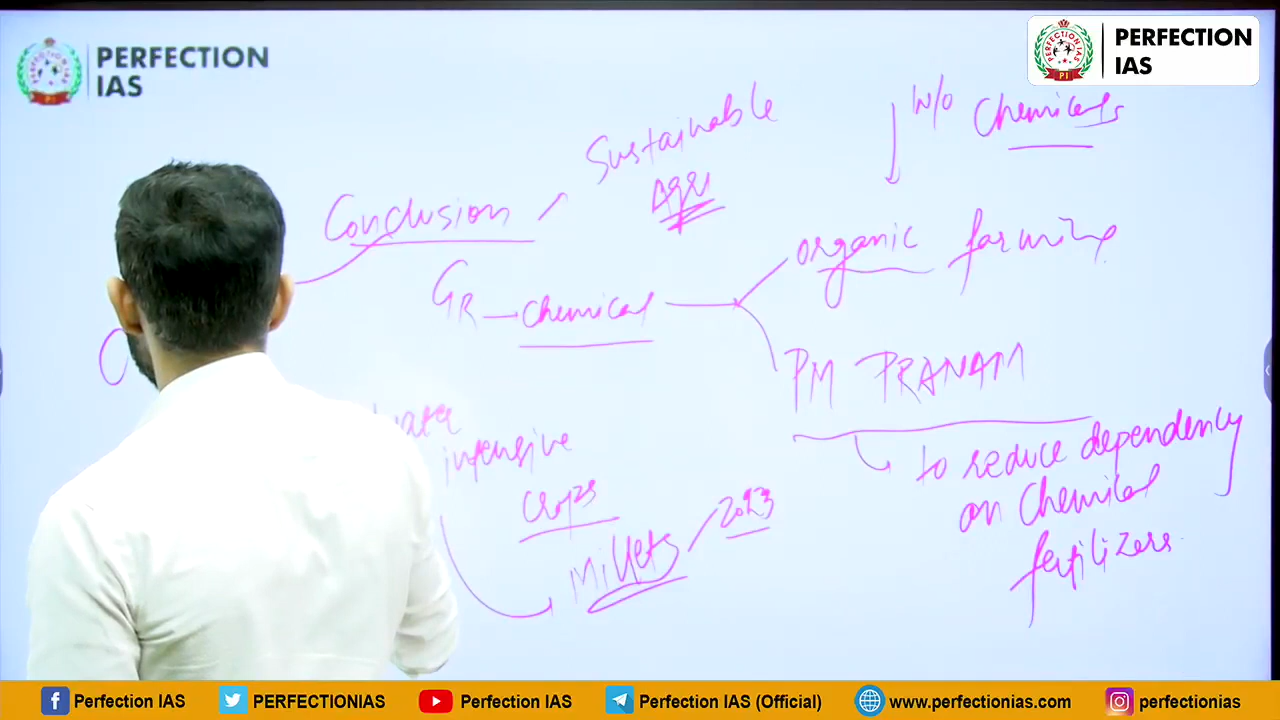 PERFECTION
IAS
PERFECTION
IAS
PI
w/o Chemicals
Sustainable
Agri
Conclusion
organic farming
GR - chemical
PM PRANAM
water
intensive
crops
to reduce dependency
on Chemical
fertilizers
Millets
2023
Perfection IAS
PERFECTIONIAS
Perfection IAS
Perfection IAS (Official)
www.perfectionias.com
perfectionias